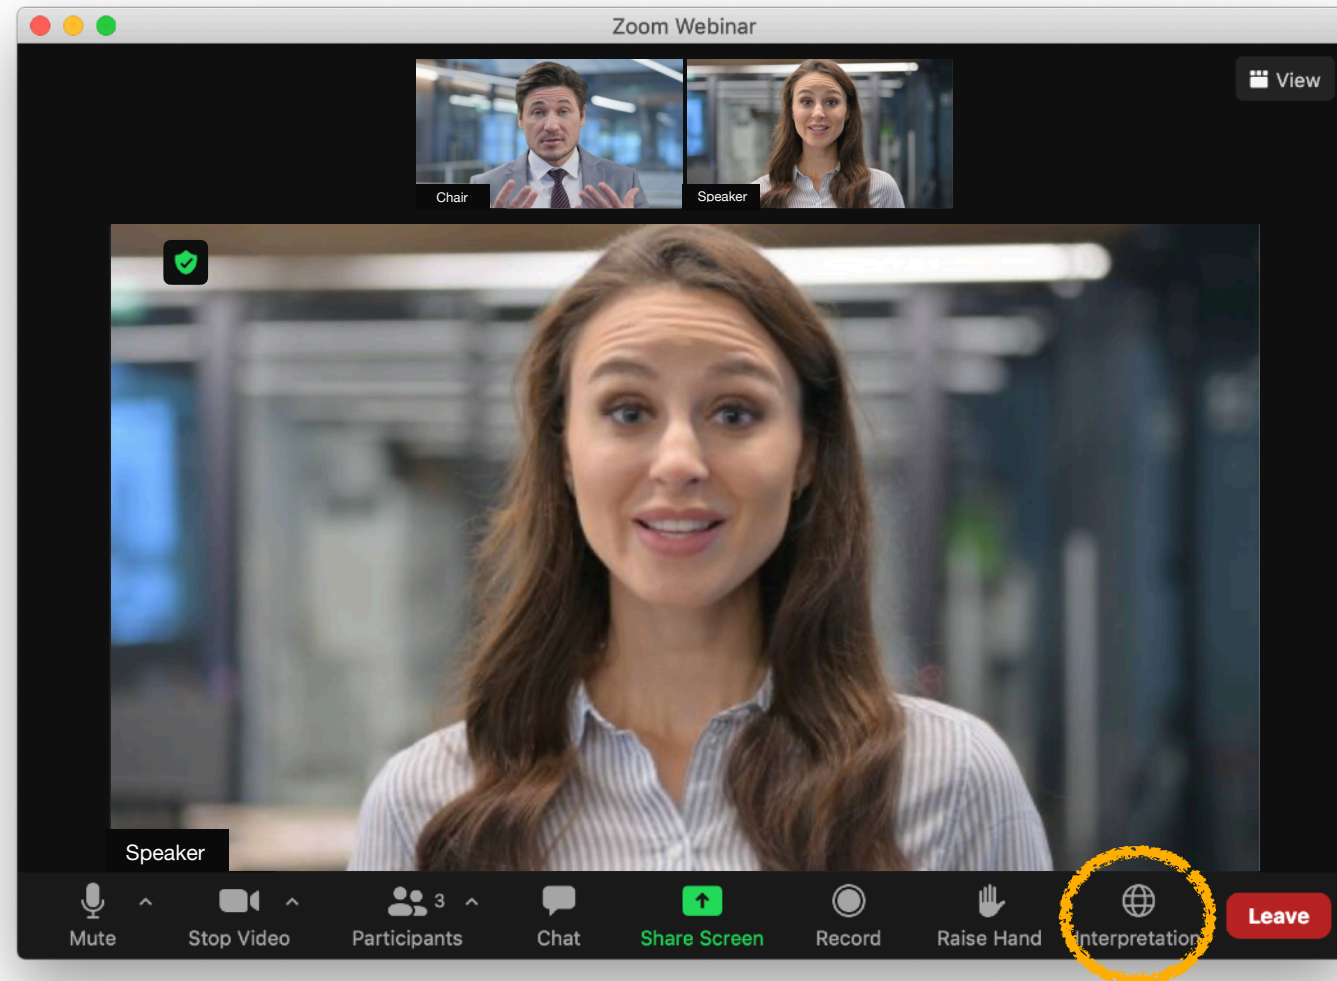 Zoom Webinar
View
Chair
Speaker
Speaker
3
Mute
Stop Video
Participants
Chat
Share Screen
Record
Raise Hand
Interpretation
Leave